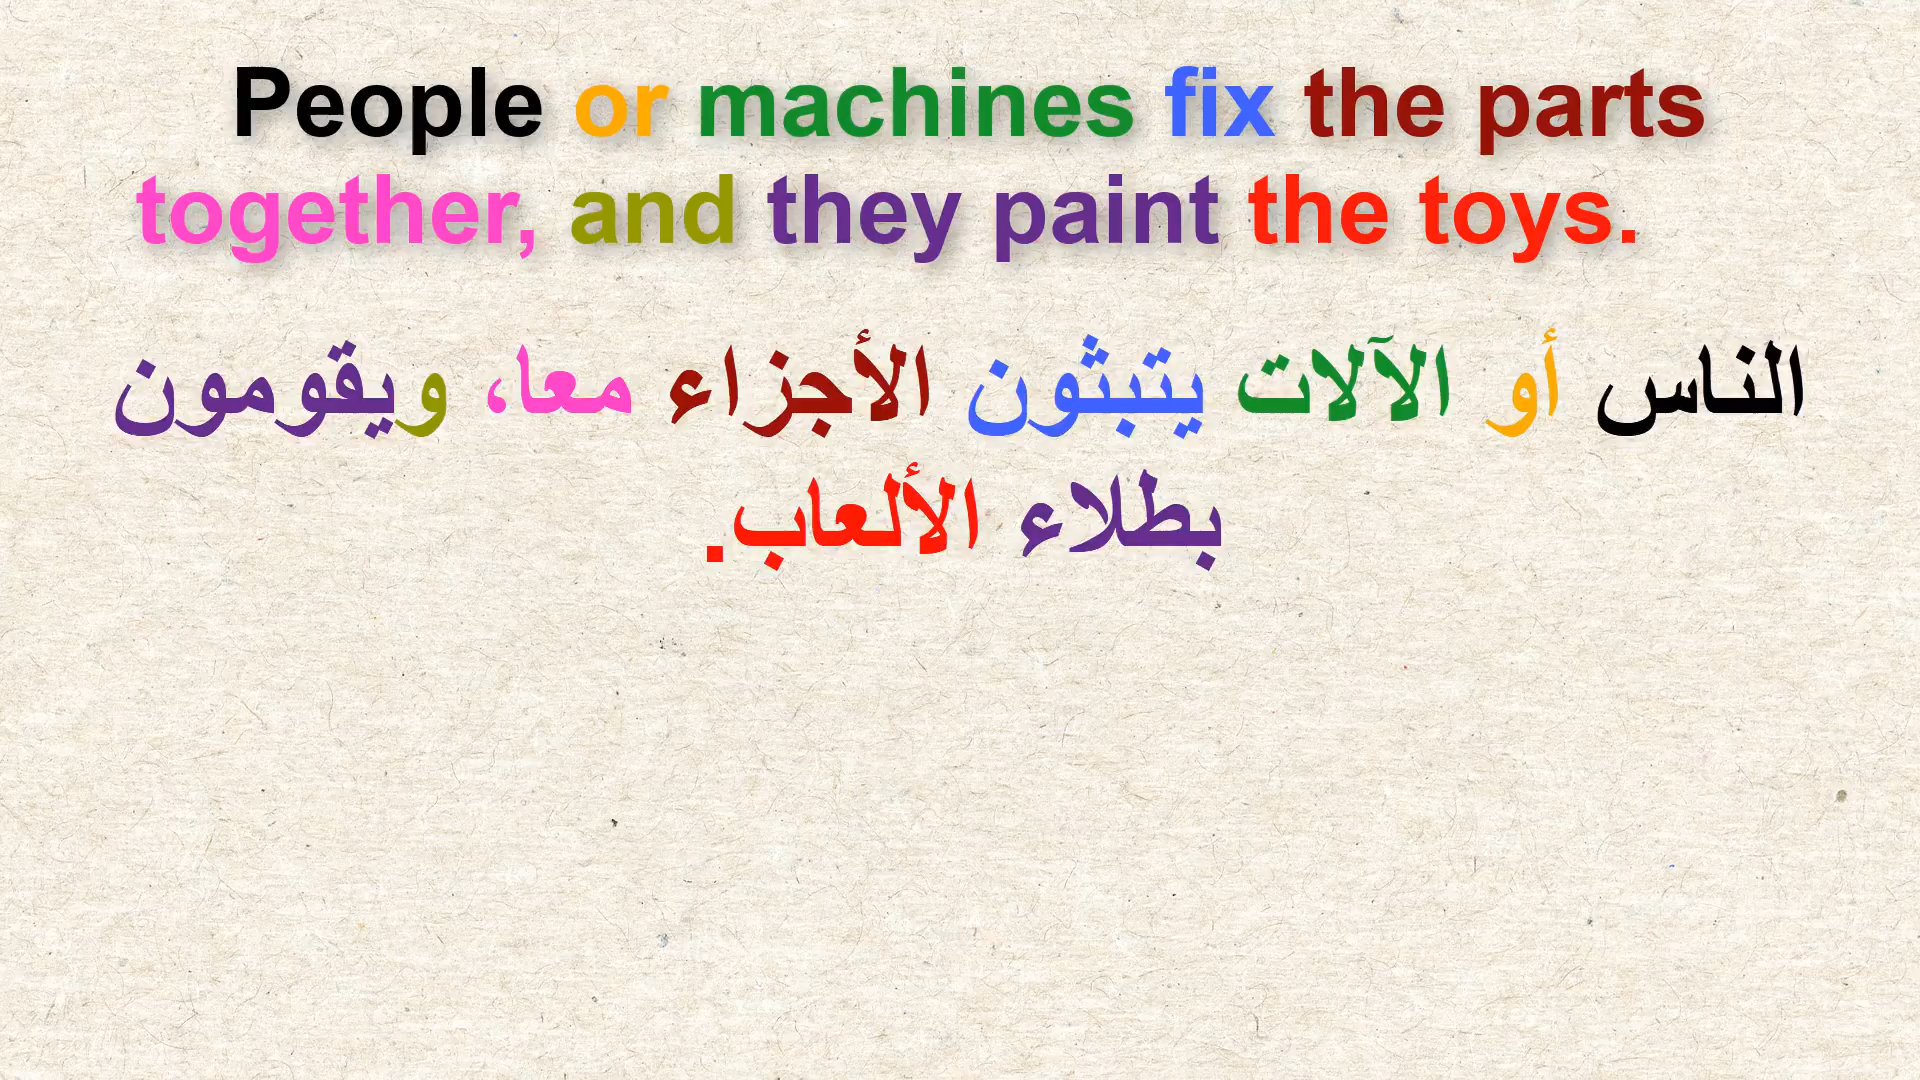 People or machines fix the parts
together, and they paint the toys.
الناس أو الآلات يتبثون الأجزاء معا، ويقومون
بطلاء الألعاب.